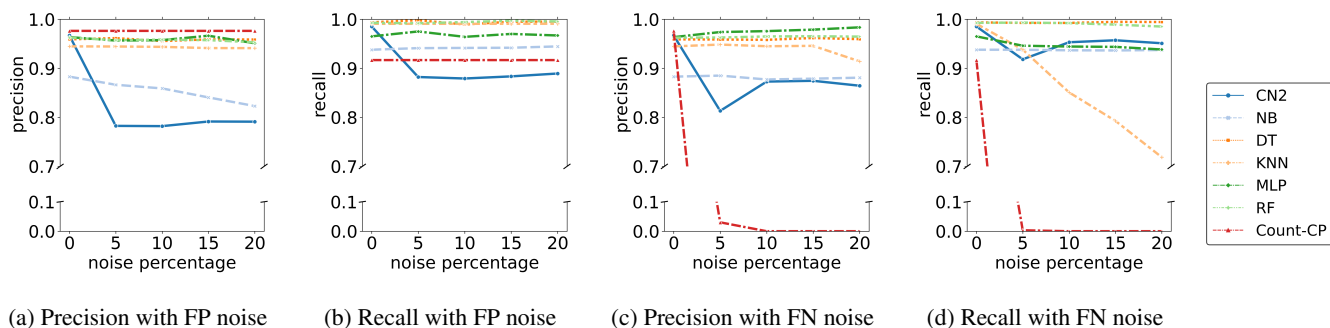 1.0
0.9
0.8
0.7
0.1
0.0
precision
0 5 10 15 20
noise percentage
(a) Precision with FP noise
1.0
0.9
0.8
0.7
0.1
0.0
recall
0 5 10 15 20
noise percentage
(b) Recall with FP noise
1.0
0.9
0.8
0.7
0.1
0.0
precision
0 5 10 15 20
noise percentage
(c) Precision with FN noise
1.0
0.9
0.8
0.7
0.1
0.0
recall
0 5 10 15 20
noise percentage
(d) Recall with FN noise
CN2
NB
DT
KNN
MLP
RF
Count-CP